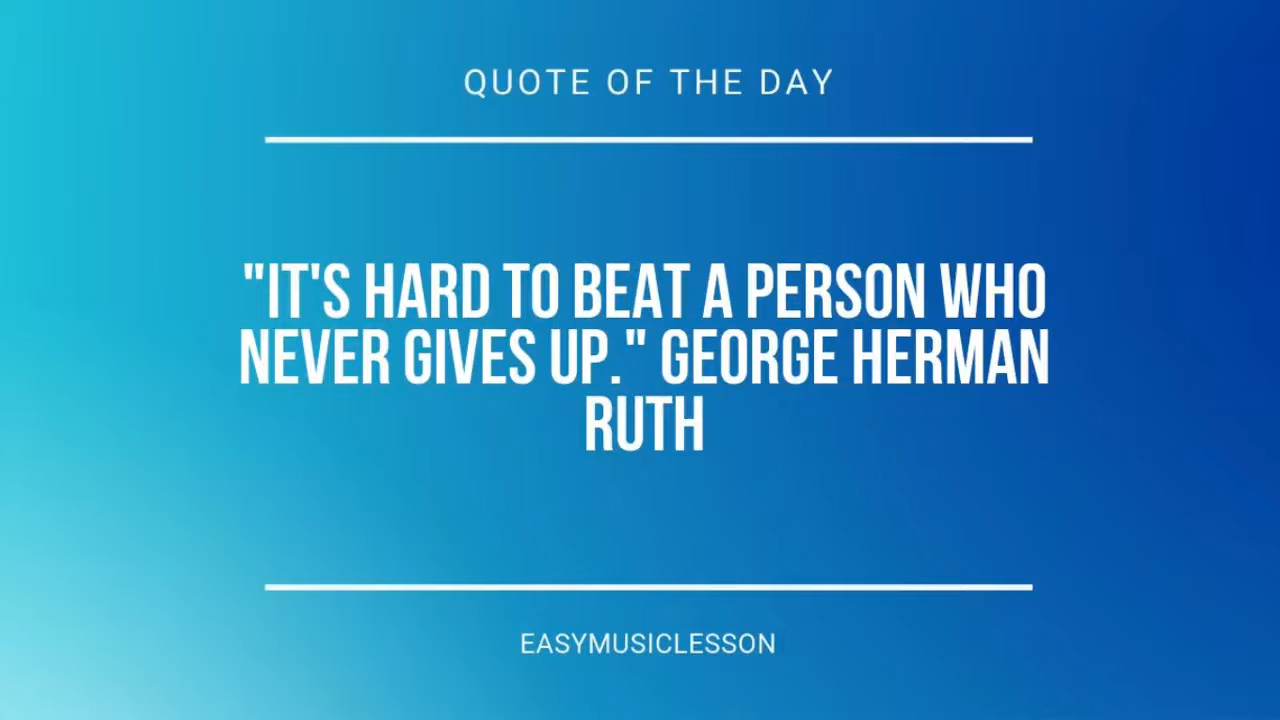 QUOTE OF THE DAY
"IT'S HARD TO BEAT A PERSON WHO
NEVER GIVES UP." GEORGE HERMAN
RUTH
EASYMUSICLESSON